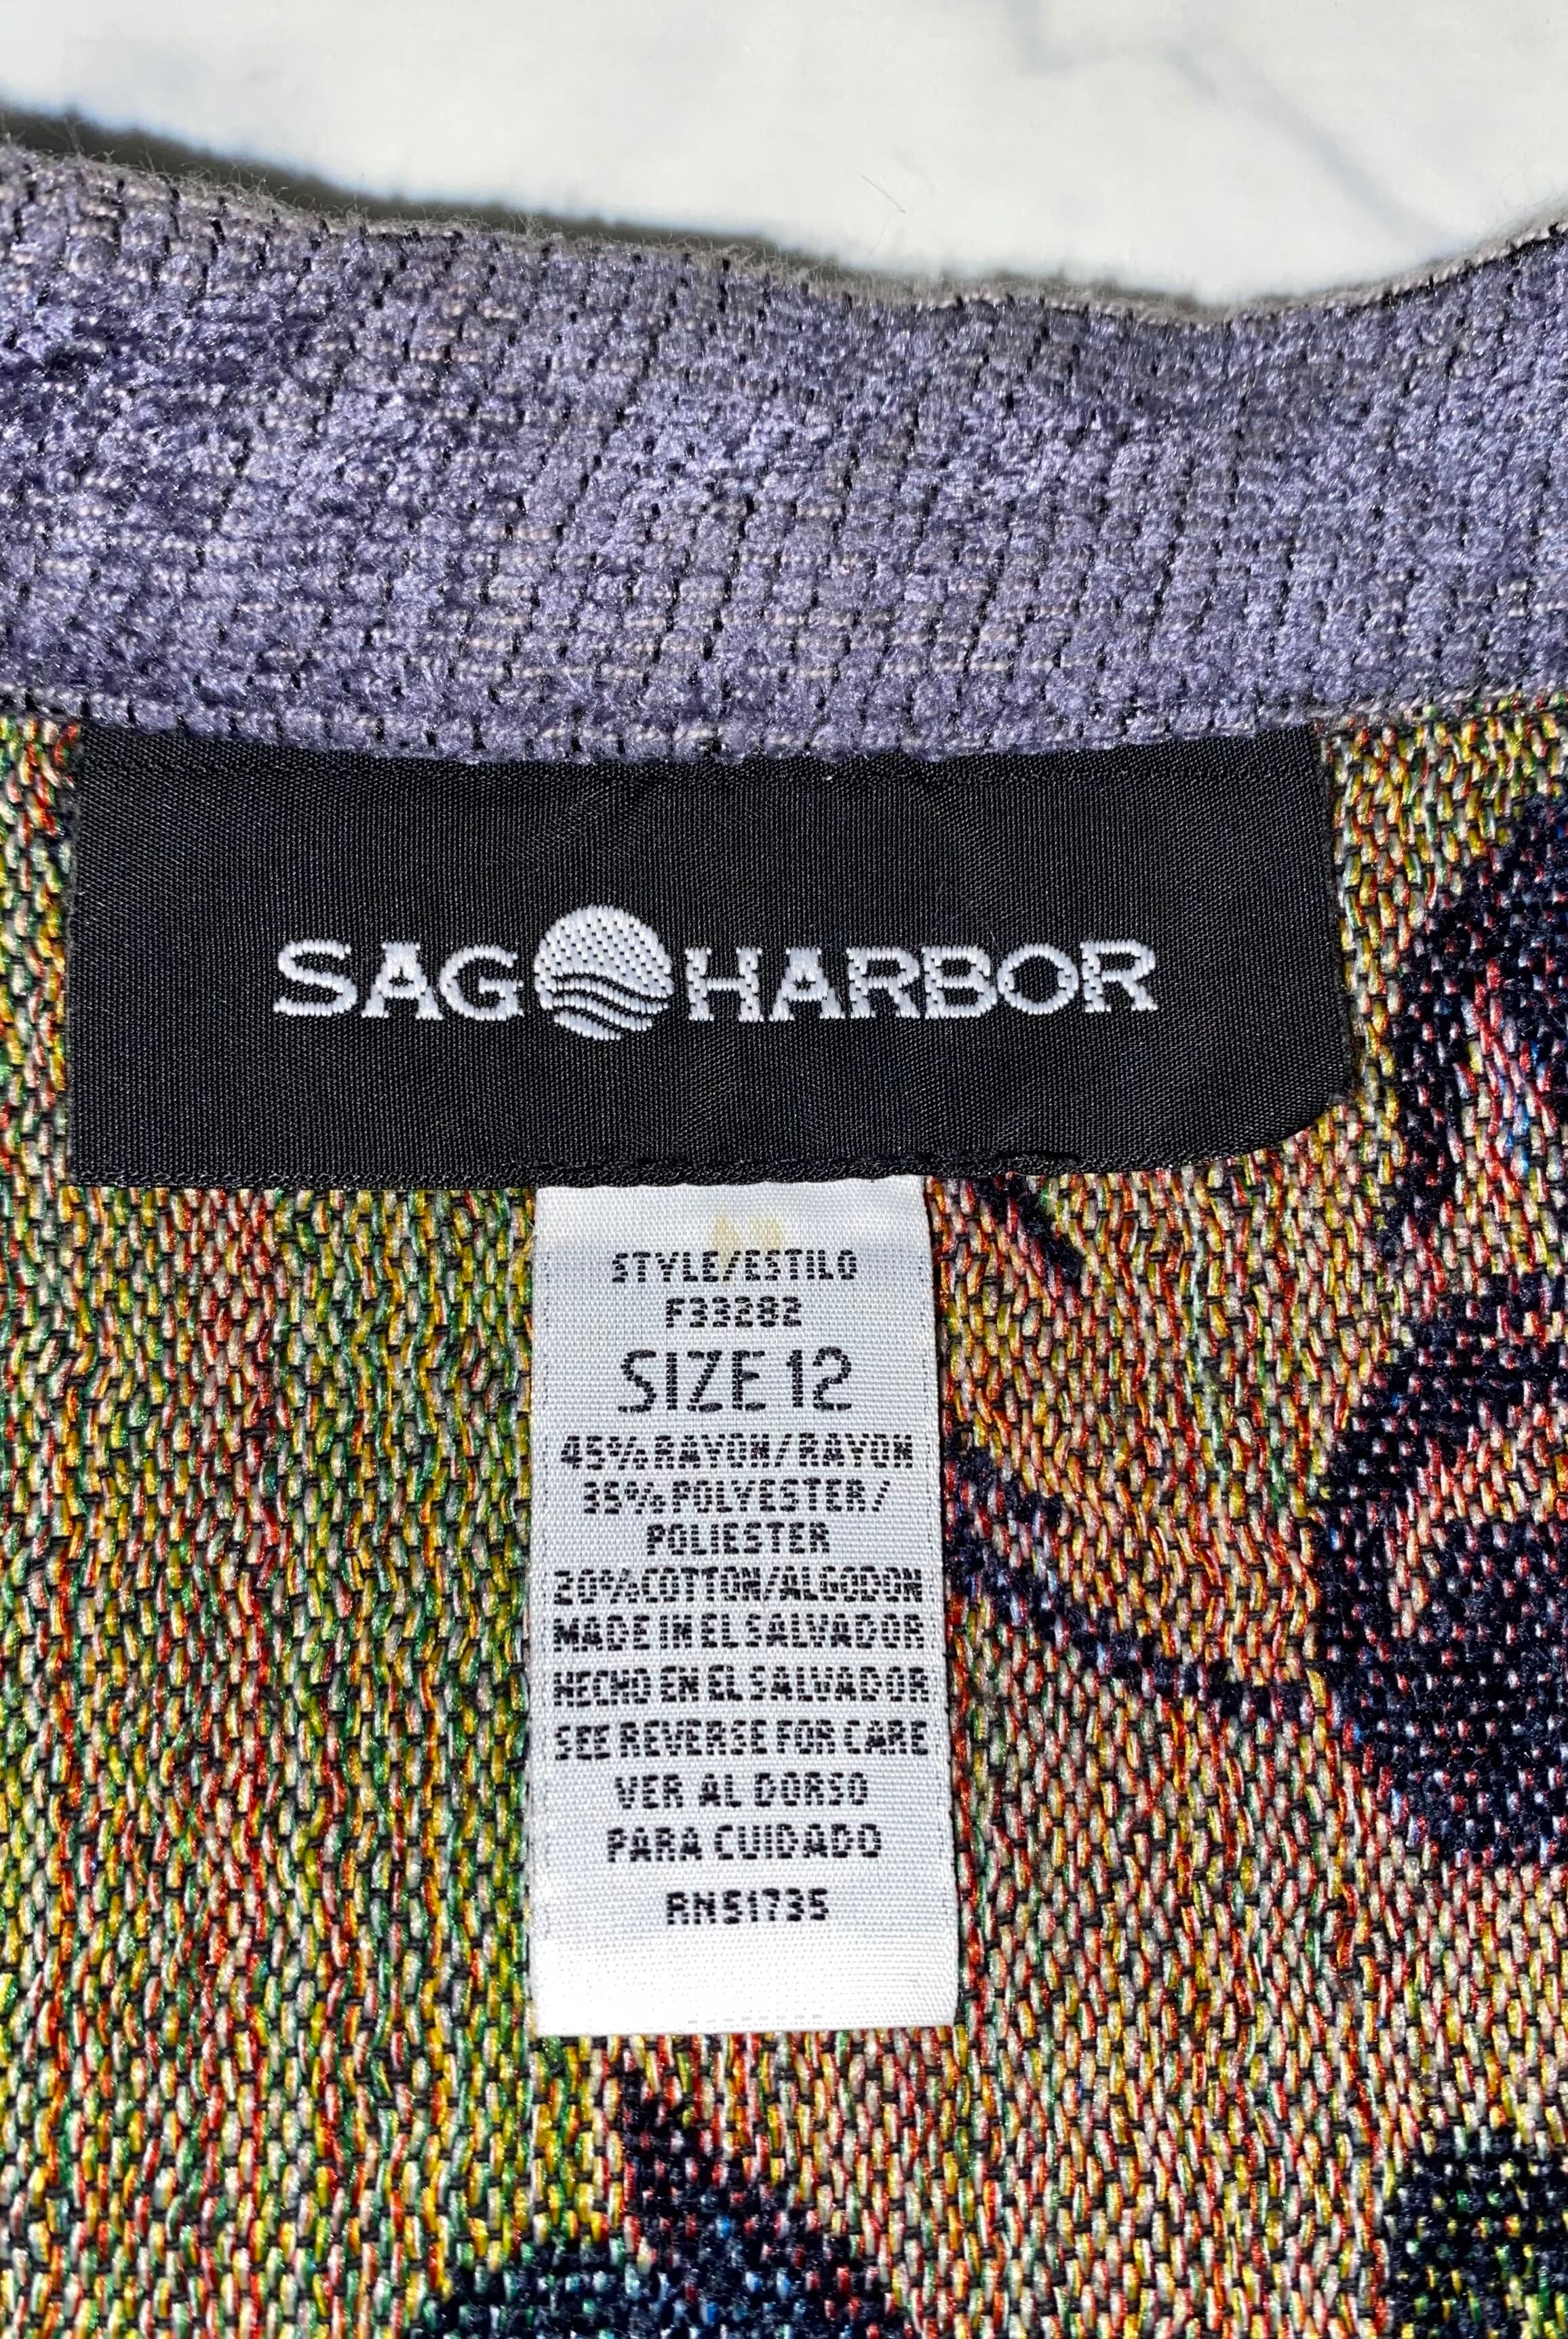 SAG HARBOR
STYLE/ESTILO
F33282
SIZE 12
45% RAYON/RAYON
35% POLYESTER/
POLIESTER
20% COTTON/ALGODON
MADE IN EL SALVADOR
HECHO EN EL SALVADOR
SEE REVERSE FOR CARE
VER AL DORSO
PARA CUIDADO
RN51735